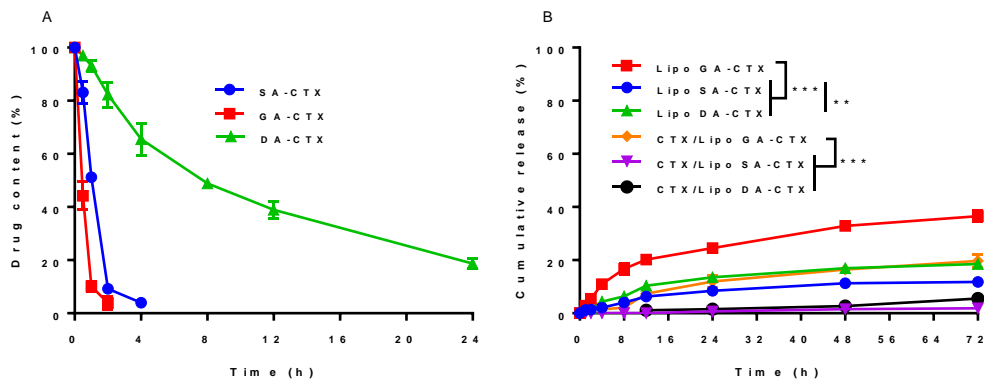 A
Drug content (%)
100
80
60
40
20
0
0 4 8 12 16 20 24
Time (h)
SA-CTX
GA-CTX
DA-CTX
B
Cumulative release (%)
100
80
60
40
20
0
0 8 16 24 32 40 48 56 64 72
Time (h)
Lipo GA-CTX
Lipo SA-CTX
Lipo DA-CTX
CTX/Lipo GA-CTX
CTX/Lipo SA-CTX
CTX/Lipo DA-CTX
***
**
***